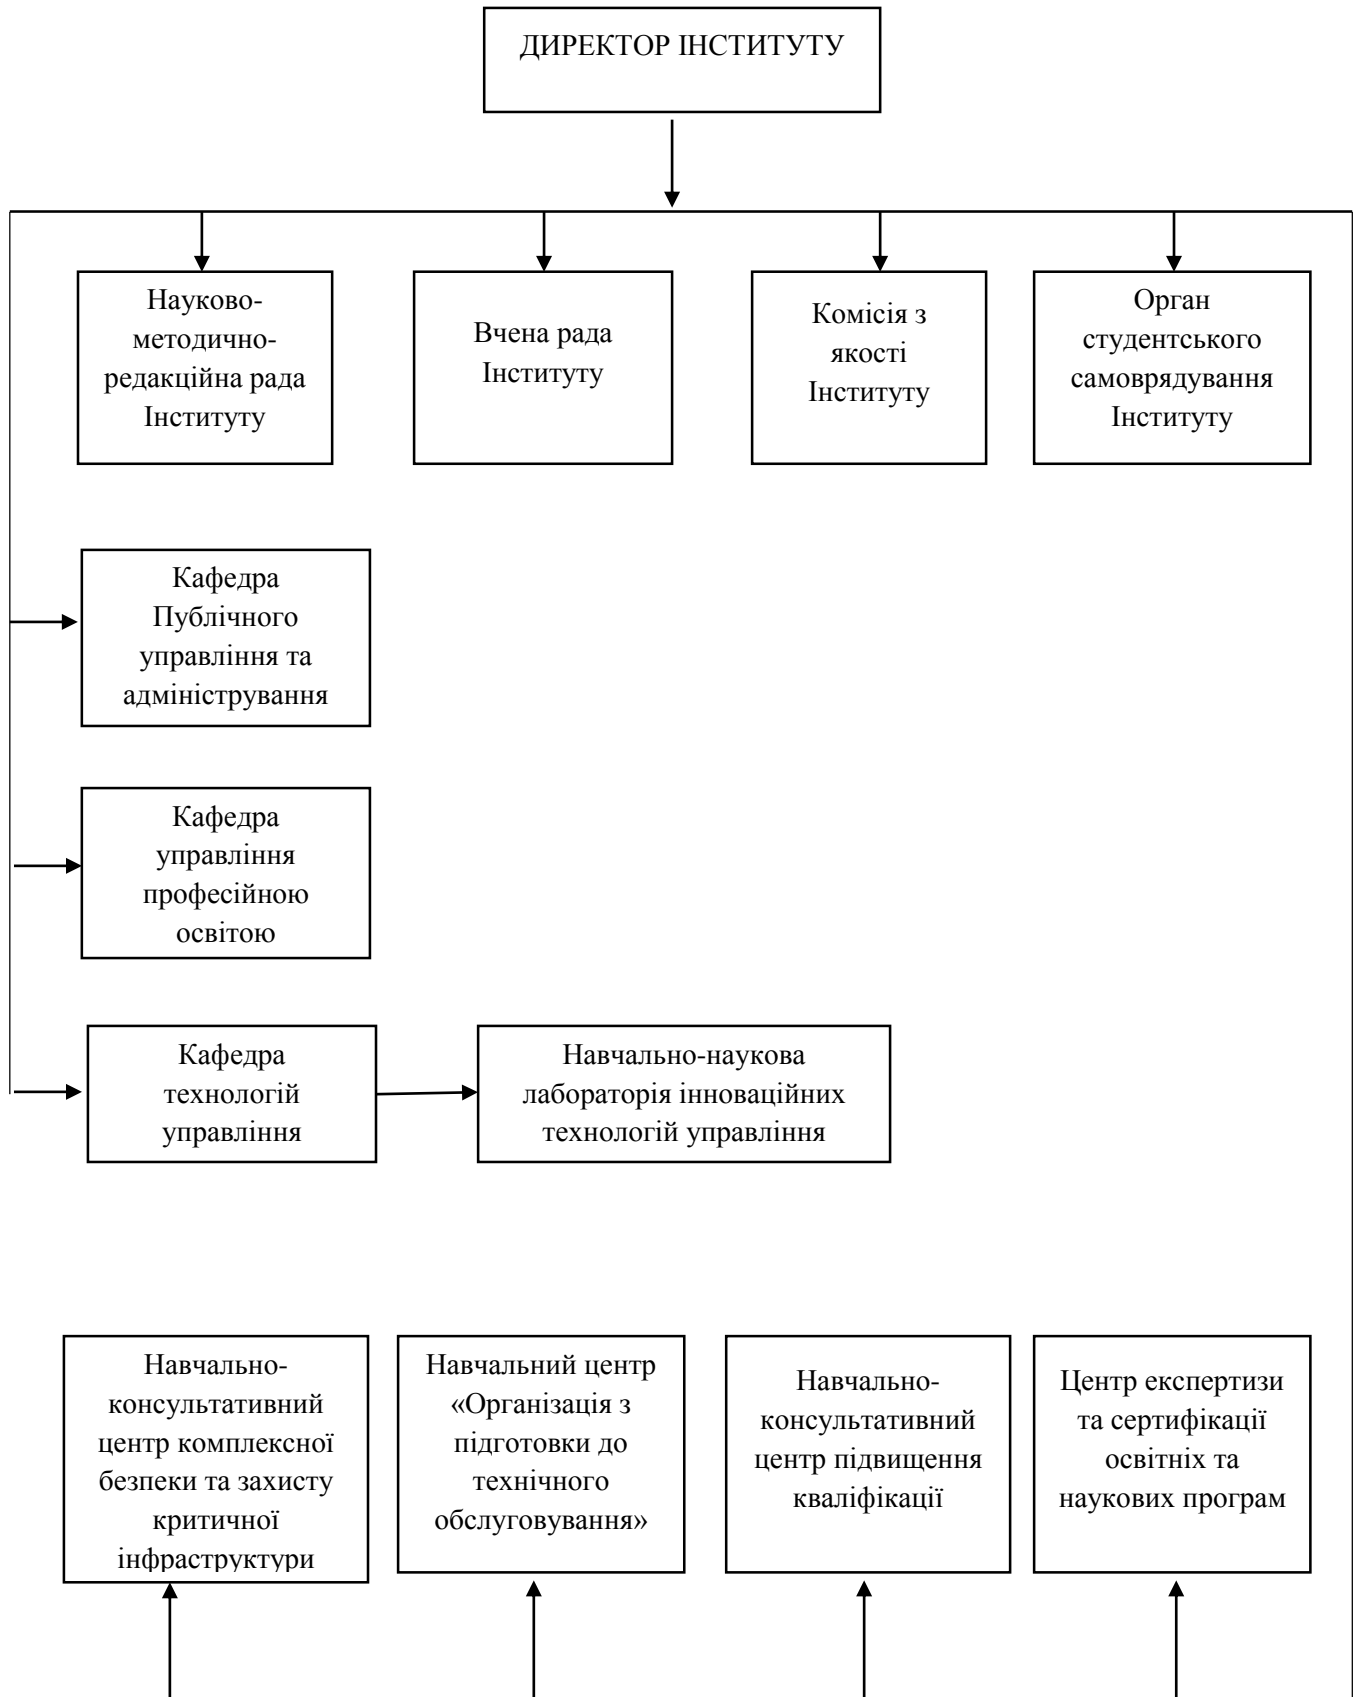 ДИРЕКТОР ІНСТИТУТУ
Науково-
методично-
редакційна рада
Інституту
Вчена рада
Інституту
Комісія з
якості
Інституту
Орган
студентського
самоврядування
Інституту
Кафедра
Публічного
управління та
адміністрування
Кафедра
управління
професійною
освітою
Кафедра
технологій
управління
Навчально-наукова
лабораторія інноваційних
технологій управління
Навчально-
консультативний
центр комплексної
безпеки та захисту
критичної
інфраструктури
Навчальний центр
«Організація з
підготовки до
технічного
обслуговування»
Навчально-
консультативний
центр підвищення
кваліфікації
Центр експертизи
та сертифікації
освітніх та
наукових програм